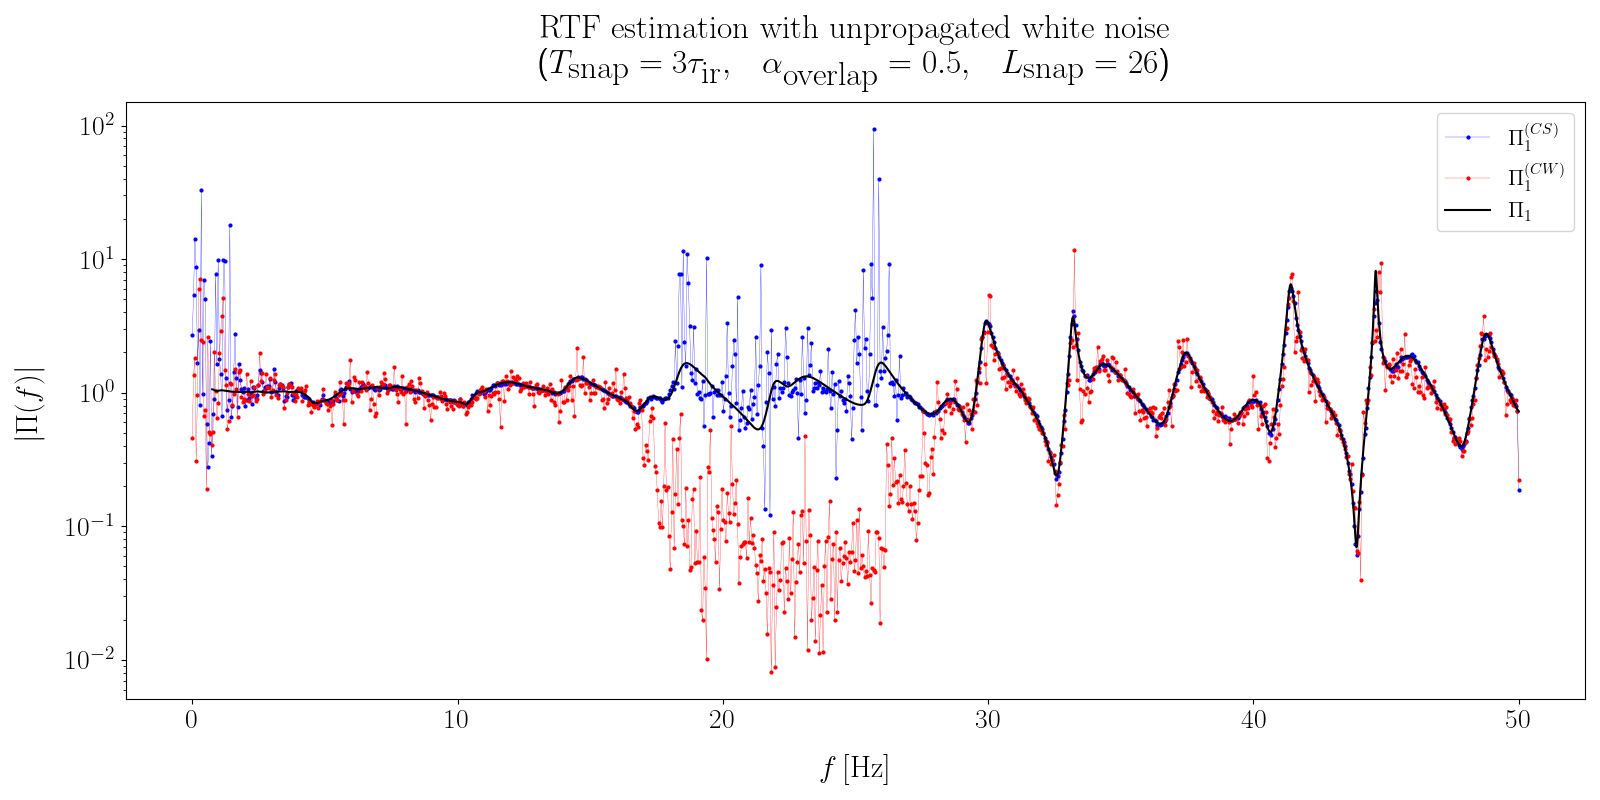 RTF estimation with unpropagated white noise
(T_snap = 3τ_ir, α_overlap = 0.5, L_snap = 26)
10^2
10^1
10^0
10^−1
10^−2
|Π(f)|
Π_1^(CS)
Π_1^(CW)
Π_1
0 10 20 30 40 50
f [Hz]